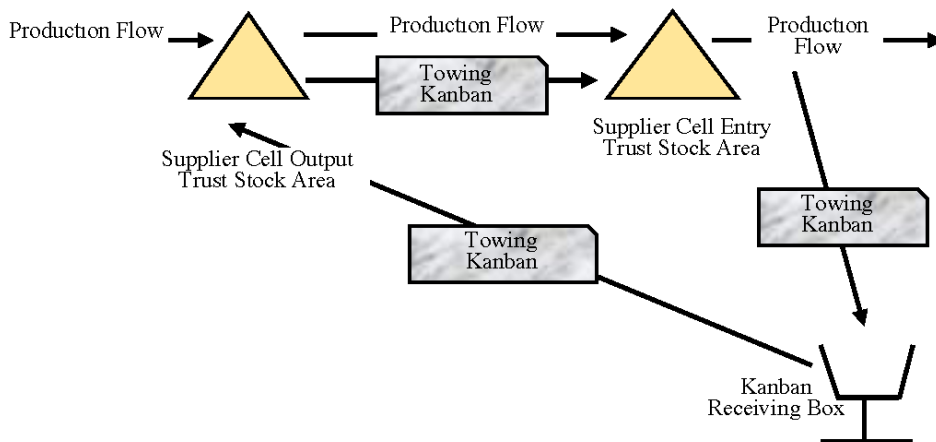 Production Flow
Production Flow
Production
Flow
Towing
Kanban
Supplier Cell Output
Trust Stock Area
Supplier Cell Entry
Trust Stock Area
Towing
Kanban
Towing
Kanban
Kanban
Receiving Box